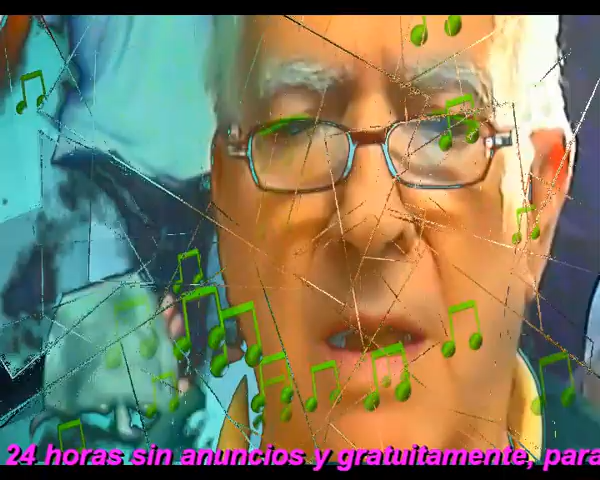 24 horas sin anuncios y gratuitamente, para